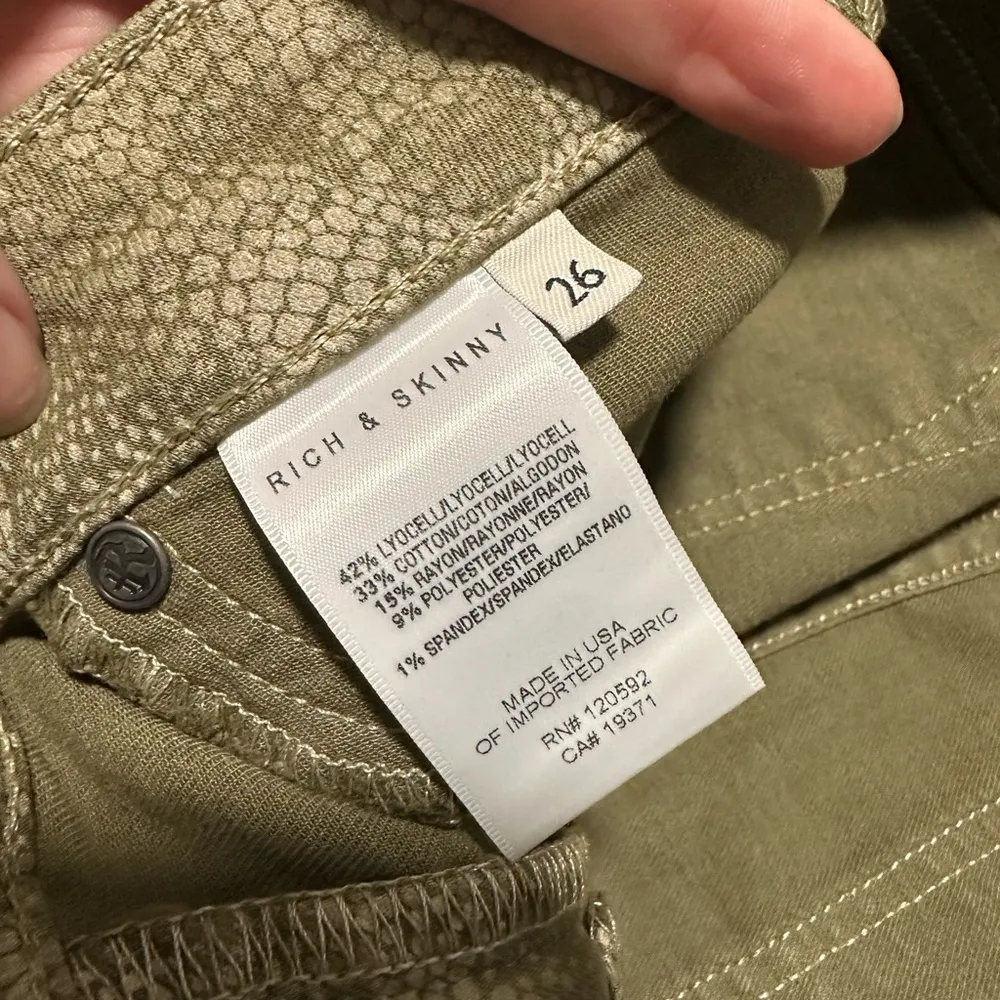 26
RICH & SKINNY
42% LYOCELL/LYOCELL/LYOCELL
33% COTTON/COTON/ALGODON
15% RAYON/RAYONNE/RAYON
9% POLYESTER/POLYESTER/
POLIESTER
1% SPANDEX/SPANDEX/ELASTANO
MADE IN USA
OF IMPORTED FABRIC
RN# 120592
CA# 19371
R